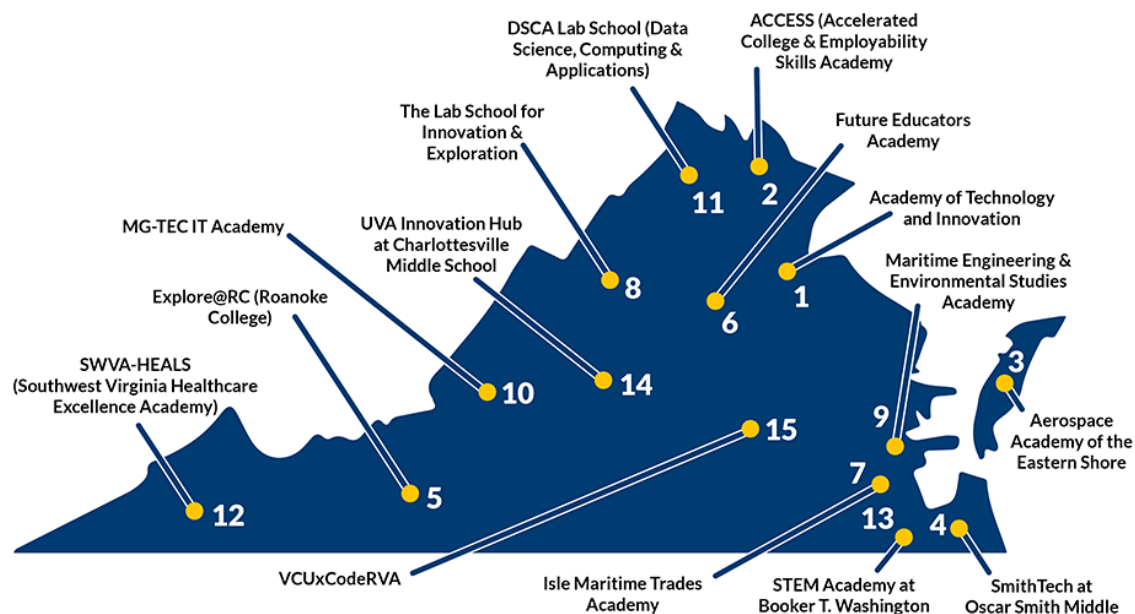 DSCA Lab School (Data
Science, Computing &
Applications)
ACCESS (Accelerated
College & Employability
Skills Academy
The Lab School for
Innovation &
Exploration
Future Educators
Academy
MG-TEC IT Academy
UVA Innovation Hub
at Charlottesville
Middle School
Academy of Technology
and Innovation
Maritime Engineering &
Environmental Studies
Academy
Explore@RC (Roanoke
College)
SWVA-HEALS
(Southwest Virginia Healthcare
Excellence Academy)
11
2
8
6
1
3
10
14
9
15
Aerospace
Academy of the
Eastern Shore
12
5
7
13
4
VCUxCodeRVA
Isle Maritime Trades
Academy
STEM Academy at
Booker T. Washington
SmithTech at
Oscar Smith Middle